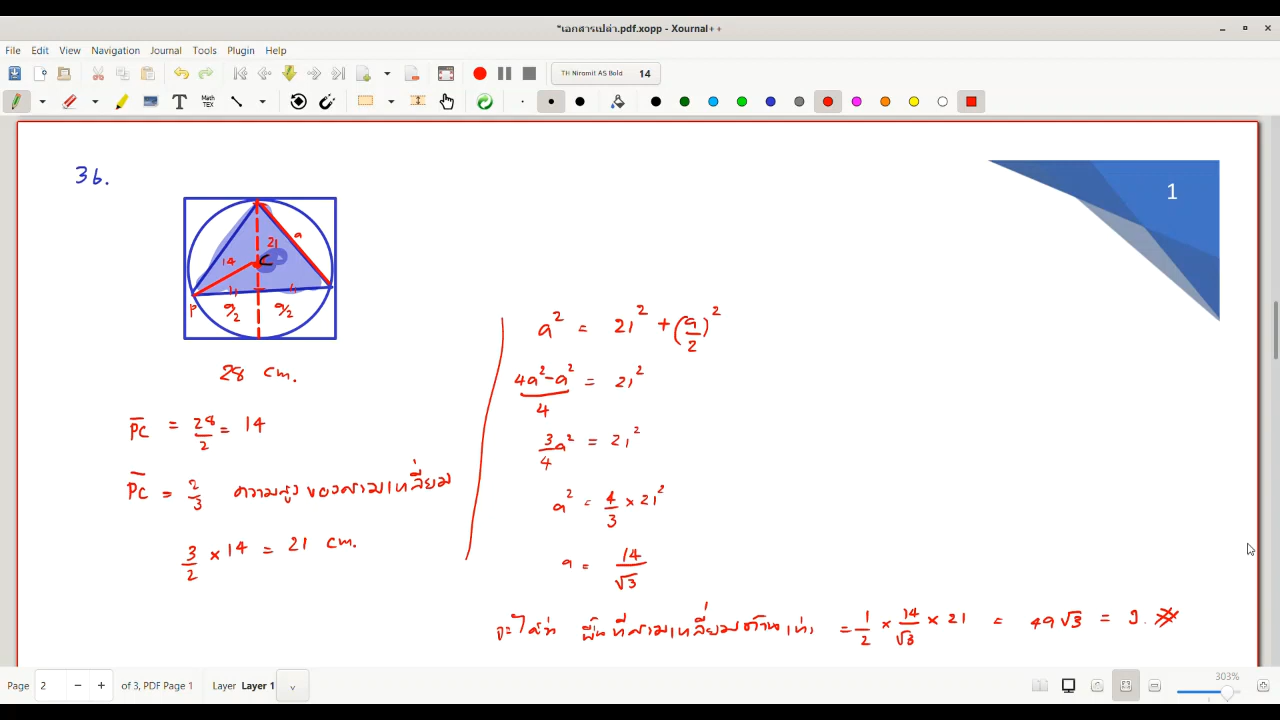 *เอกสารเปล่า.pdf.xopp - Xournal++
File Edit View Navigation Journal Tools Plugin Help
TH Niramit AS Bold 14
Math TEX
36.
1
a
21
14
C
P
a/2 a/2
28 cm.
PC = 28/2 = 14
PC = 2/3 ความสูงของสามเหลี่ยม
3/2 × 14 = 21 cm.
a² = 21² + (a/2)²
4a²-a²/4 = 21²
3/4 a² = 21²
a² = 4/3 × 21²
a = 14/√3
จะได้ว่า พื้นที่สามเหลี่ยมด้านเท่า = 1/2 × 14/√3 × 21 = 49√3 = ว.
Page 2 of 3, PDF Page 1 Layer Layer 1
303%